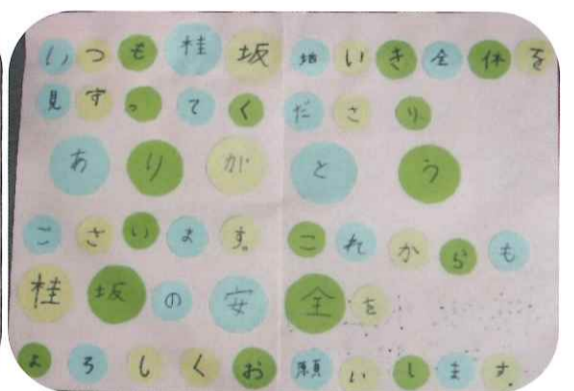 いつも桂坂地いき全体を
見守ってくださり
ありがとう
ございます。これからも
桂坂の安全を
よろしくお願いします。